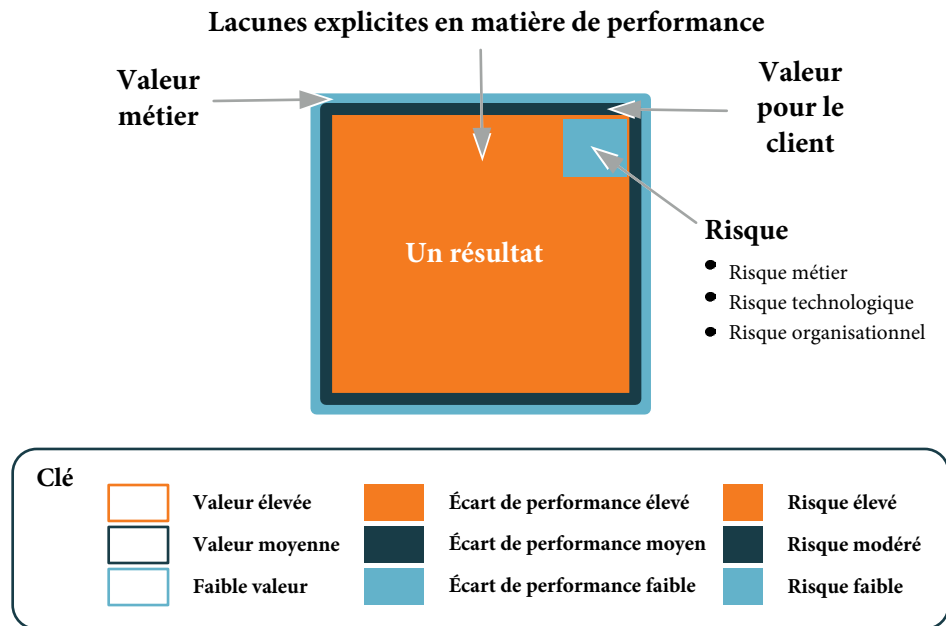 Lacunes explicites en matière de performance
Valeur
métier
Valeur
pour le
client
Un résultat
Risque
• Risque métier
• Risque technologique
• Risque organisationnel
Clé
Valeur élevée
Écart de performance élevé
Risque élevé
Valeur moyenne
Écart de performance moyen
Risque modéré
Faible valeur
Écart de performance faible
Risque faible